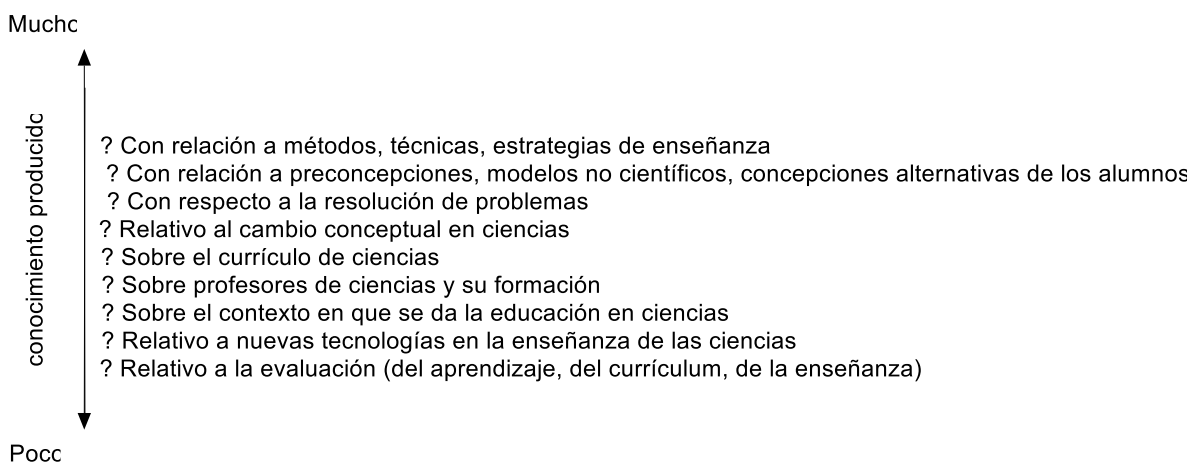 Mucho
conocimiento producido
? Con relación a métodos, técnicas, estrategias de enseñanza
? Con relación a preconcepciones, modelos no científicos, concepciones alternativas de los alumnos
? Con respecto a la resolución de problemas
? Relativo al cambio conceptual en ciencias
? Sobre el currículo de ciencias
? Sobre profesores de ciencias y su formación
? Sobre el contexto en que se da la educación en ciencias
? Relativo a nuevas tecnologías en la enseñanza de las ciencias
? Relativo a la evaluación (del aprendizaje, del currículum, de la enseñanza)
Poco